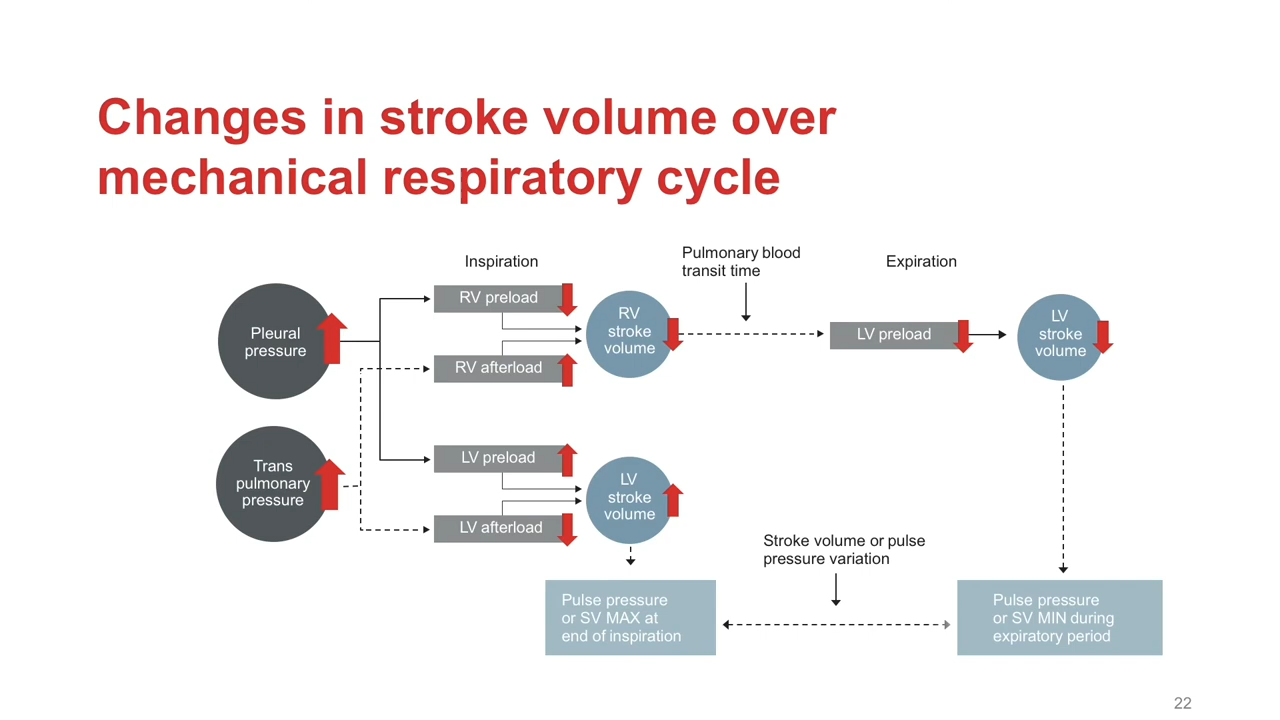 Changes in stroke volume over
mechanical respiratory cycle
Inspiration
Pulmonary blood
transit time
Expiration
Pleural
pressure
RV preload
RV afterload
RV
stroke
volume
LV preload
LV
stroke
volume
Trans
pulmonary
pressure
LV preload
LV afterload
LV
stroke
volume
Stroke volume or pulse
pressure variation
Pulse pressure
or SV MAX at
end of inspiration
Pulse pressure
or SV MIN during
expiratory period
22